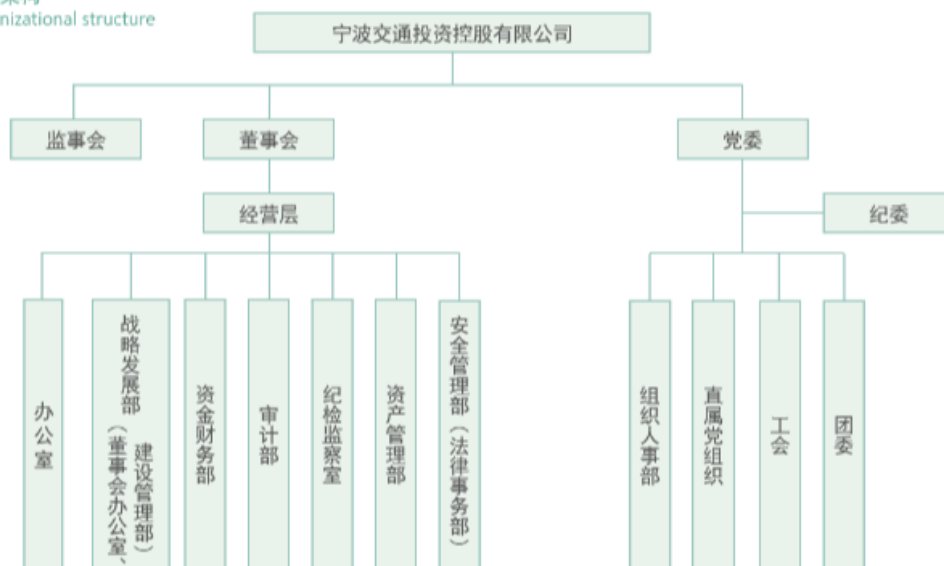 nizational structure
宁波交通投资控股有限公司
监事会
董事会
党委
经营层
纪委
办公室
战略发展部
（董事会办公室、
建设管理部）
资金财务部
审计部
纪检监察室
资产管理部
安全管理部（法律事务部）
组织人事部
直属党组织
工会
团委